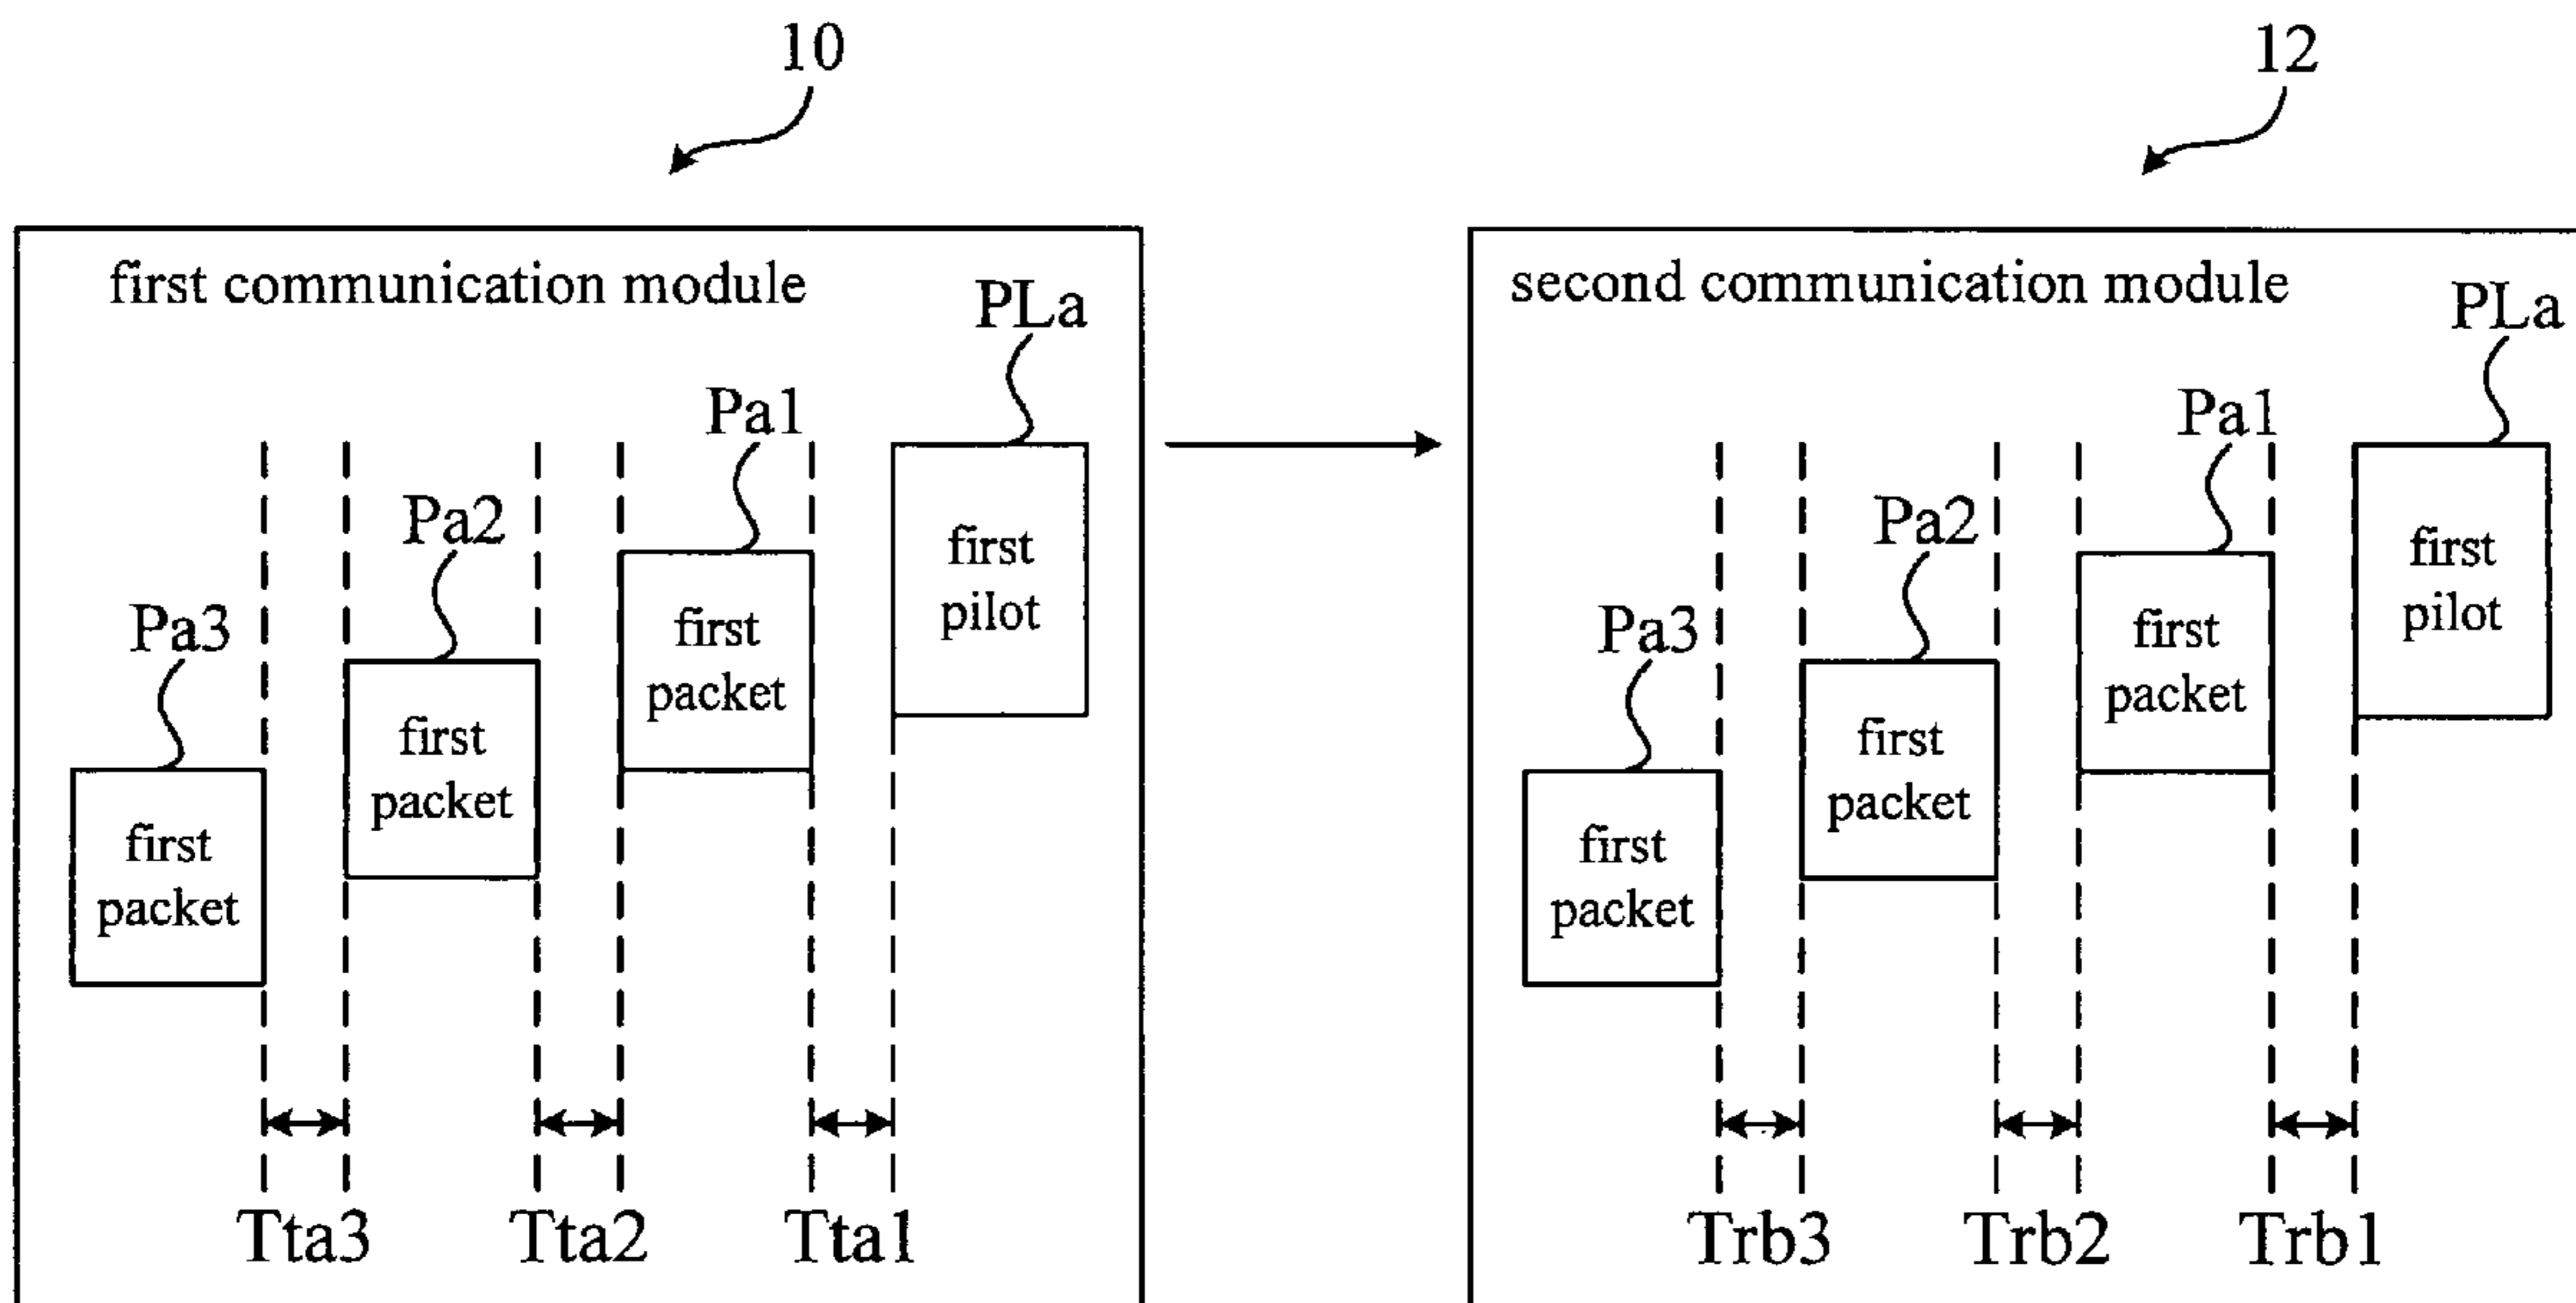 10
12
first communication module
second communication module
PLa
Pa1
Pa2
Pa3
first
pilot
first
packet
first
packet
first
packet
Tta3
Tta2
Tta1
PLa
Pa1
Pa2
Pa3
first
pilot
first
packet
first
packet
first
packet
Trb3
Trb2
Trb1